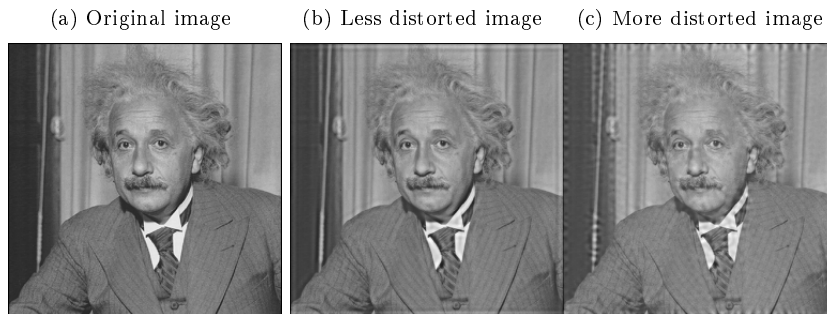 (a) Original image
(b) Less distorted image
(c) More distorted image